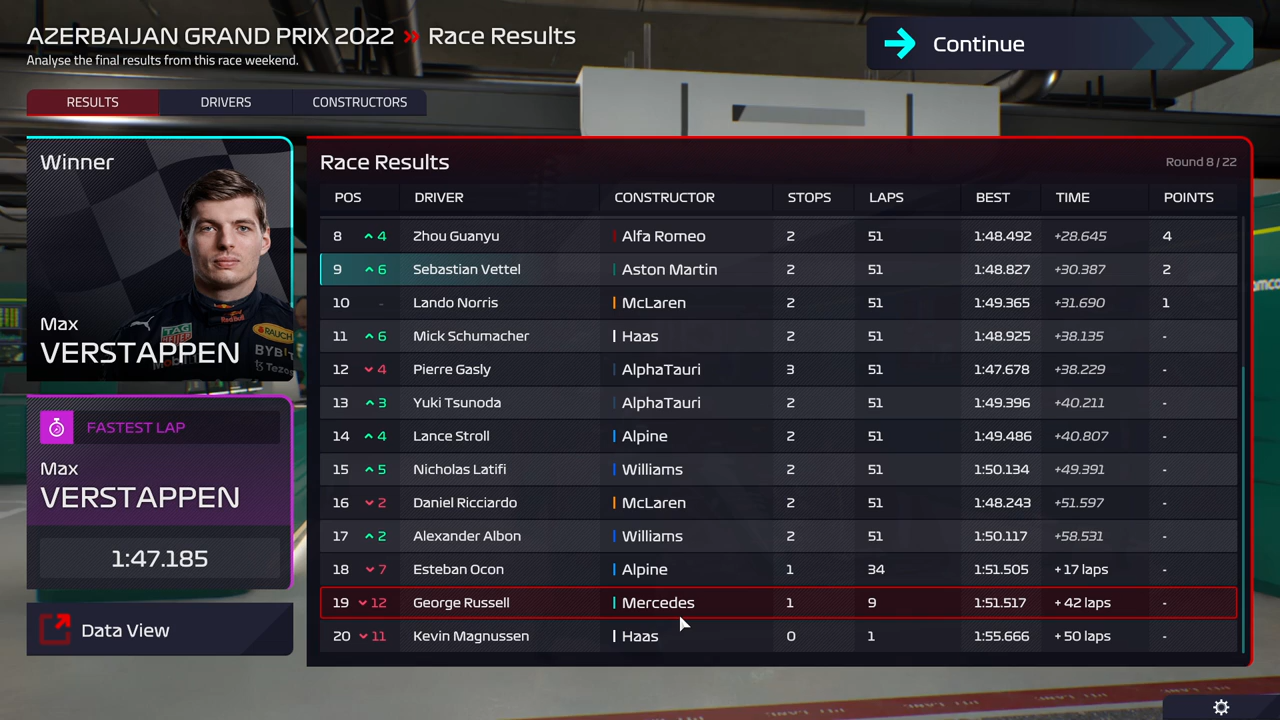 AZERBAIJAN GRAND PRIX 2022 » Race Results
Analyse the final results from this race weekend.
Continue
RESULTS DRIVERS CONSTRUCTORS
Winner
Max
VERSTAPPEN
TAG HEUER
Red Bull
RAUCH
BYBIT
FASTEST LAP
Max
VERSTAPPEN
1:47.185
Data View
Race Results Round 8 / 22
POS DRIVER CONSTRUCTOR STOPS LAPS BEST TIME POINTS
8 4 Zhou Guanyu Alfa Romeo 2 51 1:48.492 +28.645 4
9 6 Sebastian Vettel Aston Martin 2 51 1:48.827 +30.387 2
10 - Lando Norris McLaren 2 51 1:49.365 +31.690 1
11 6 Mick Schumacher Haas 2 51 1:48.925 +38.135 -
12 4 Pierre Gasly AlphaTauri 3 51 1:47.678 +38.229 -
13 3 Yuki Tsunoda AlphaTauri 2 51 1:49.396 +40.211 -
14 4 Lance Stroll Alpine 2 51 1:49.486 +40.807 -
15 5 Nicholas Latifi Williams 2 51 1:50.134 +49.391 -
16 2 Daniel Ricciardo McLaren 2 51 1:48.243 +51.597 -
17 2 Alexander Albon Williams 2 51 1:50.117 +58.531 -
18 7 Esteban Ocon Alpine 1 34 1:51.505 + 17 laps -
19 12 George Russell Mercedes 1 9 1:51.517 + 42 laps -
20 11 Kevin Magnussen Haas 0 1 1:55.666 + 50 laps -